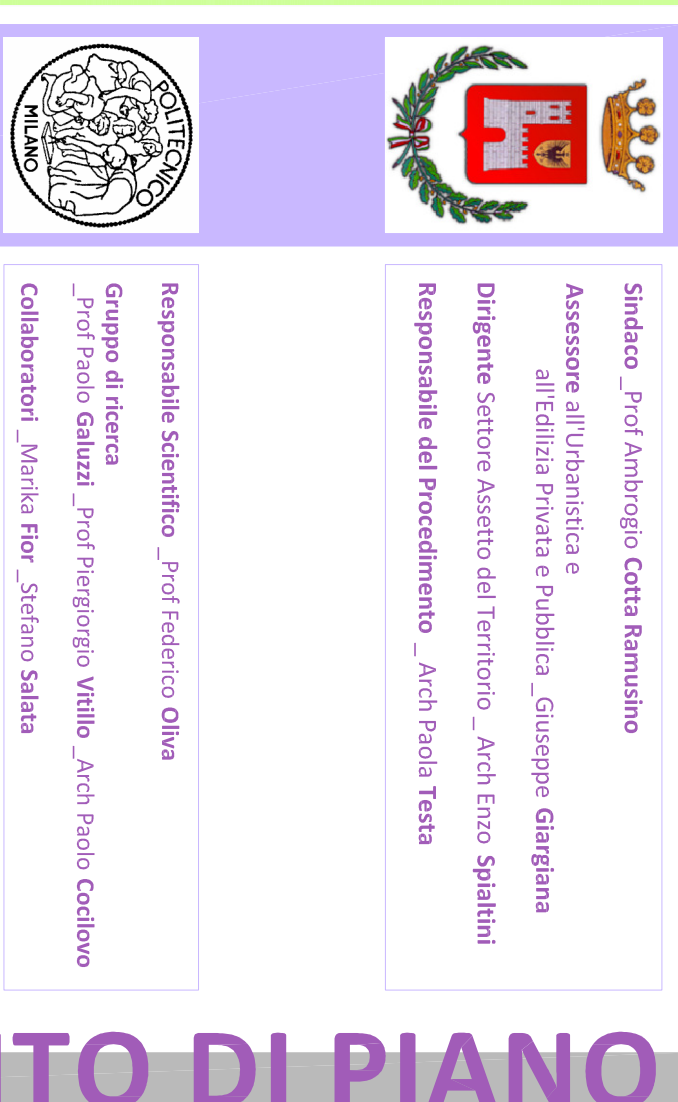 Sindaco _Prof Ambrogio Cotta Ramusino
Assessore all'Urbanistica e
all'Edilizia Privata e Pubblica _Giuseppe Giargiana
Dirigente Settore Assetto del Territorio _ Arch Enzo Spialtini
Responsabile del Procedimento _ Arch Paola Testa
POLITECNICO
MILANO
Responsabile Scientifico _Prof Federico Oliva
Gruppo di ricerca
_Prof Paolo Galuzzi _Prof Piergiorgio Vitillo _Arch Paolo Cocilovo
Collaboratori _Marika Fior _Stefano Salata
TO DI PIANO